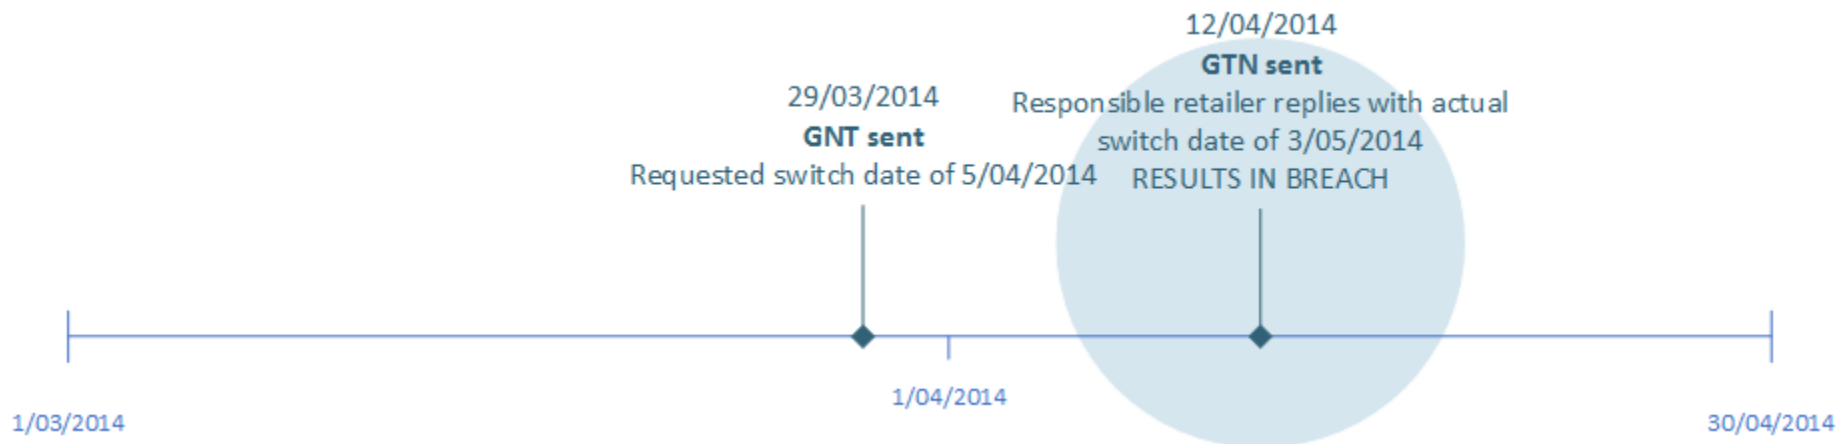 12/04/2014
GTN sent
Responsible retailer replies with actual
switch date of 3/05/2014
RESULTS IN BREACH
29/03/2014
GNT sent
Requested switch date of 5/04/2014
1/03/2014
1/04/2014
30/04/2014